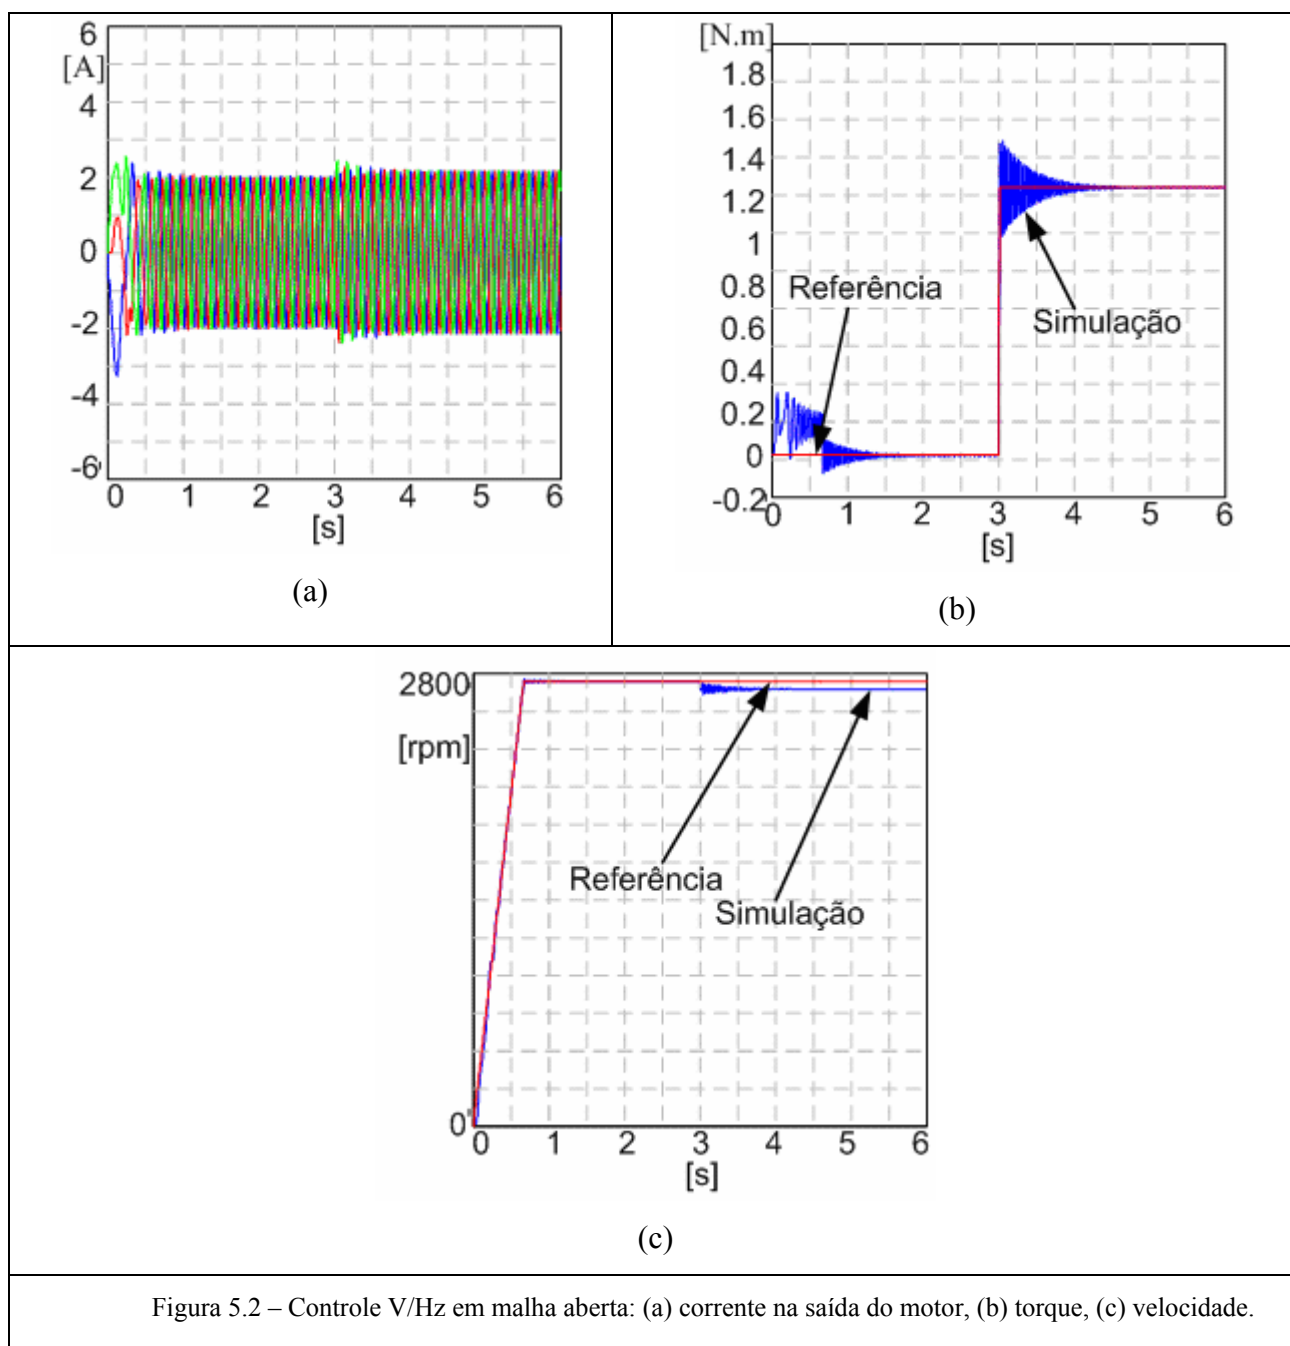 6
[A]
4
2
0
-2
-4
-6
0 1 2 3 4 5 6
[s]
(a)
[N.m]
1.8
1.6
1.4
1.2
1
0.8
0.6
0.4
0.2
0
-0.2
Referência
Simulação
0 1 2 3 4 5 6
[s]
(b)
2800
[rpm]
0
Referência
Simulação
0 1 2 3 4 5 6
[s]
(c)
Figura 5.2 – Controle V/Hz em malha aberta: (a) corrente na saída do motor, (b) torque, (c) velocidade.